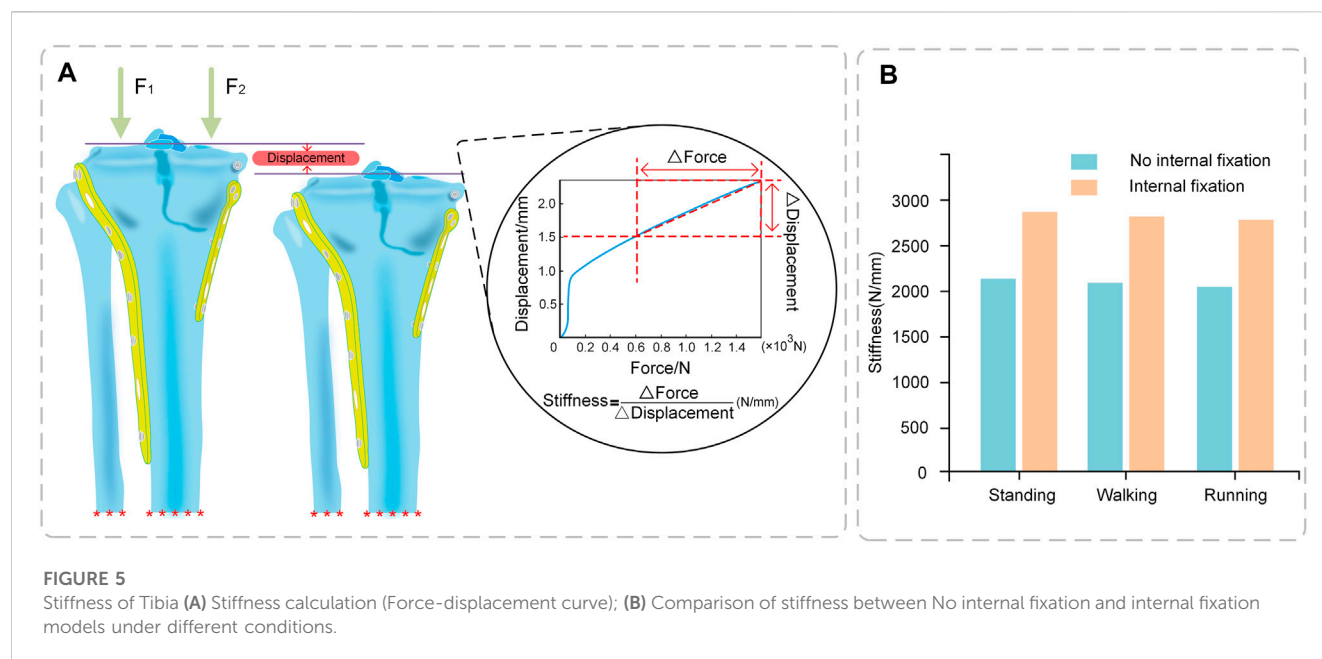 A
F1
F2
Displacement
△Force
△Displacement
Displacement/mm
2.0
1.5
1.0
0.5
0 0.2 0.4 0.6 0.8 1.0 1.2 1.4 (×10³N)
Force/N
Stiffness=△Force/△Displacement(N/mm)
* * * * * * * * * * * * * * * *
B
No internal fixation
Internal fixation
Stiffness(N/mm)
3000
2500
2000
1500
1000
500
0
Standing Walking Running
FIGURE 5
Stiffness of Tibia (A) Stiffness calculation (Force-displacement curve); (B) Comparison of stiffness between No internal fixation and internal fixation
models under different conditions.